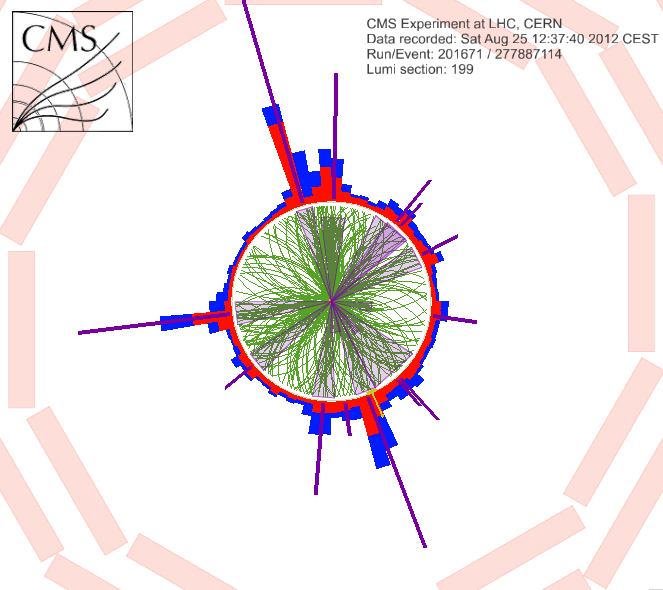 CMS
CMS Experiment at LHC, CERN
Data recorded: Sat Aug 25 12:37:40 2012 CEST
Run/Event: 201671 / 277887114
Lumi section: 199